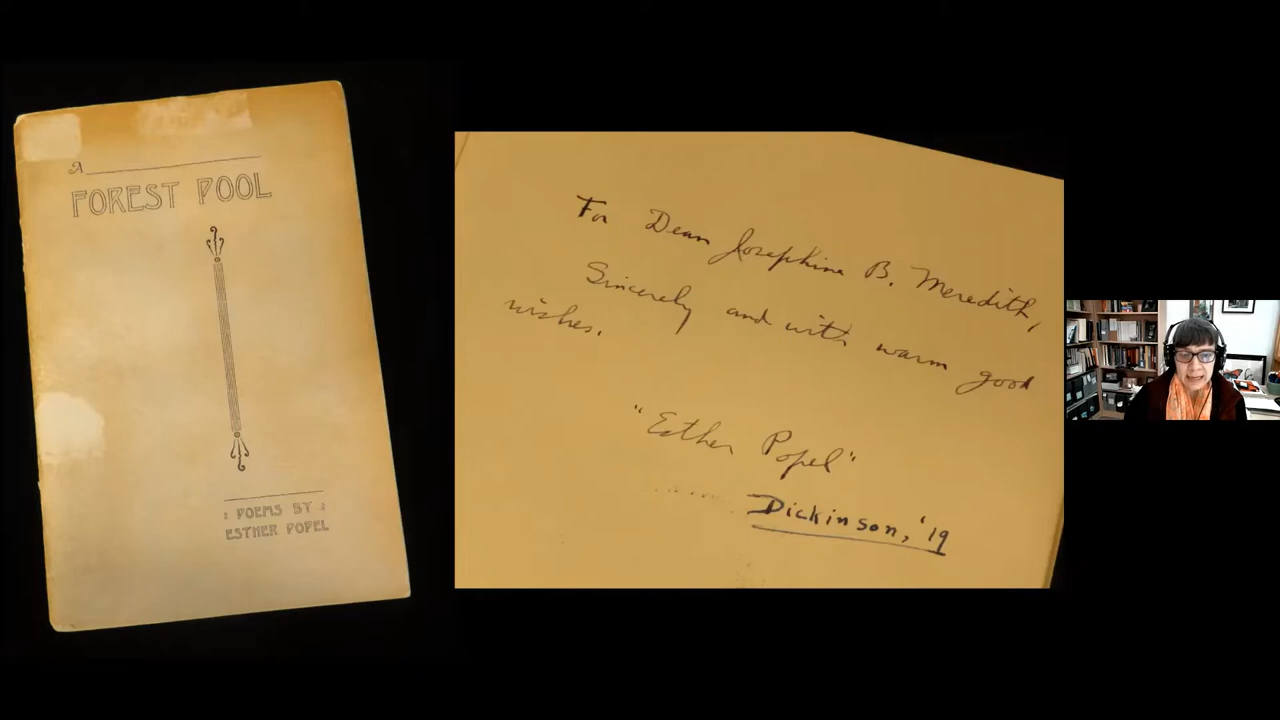 A
FOREST POOL
: POEMS BY :
ESTHER POPEL
For Dean Josephine B. Meredith,
Sincerely and with warm good
wishes.
"Esther Popel"
Dickinson, '19